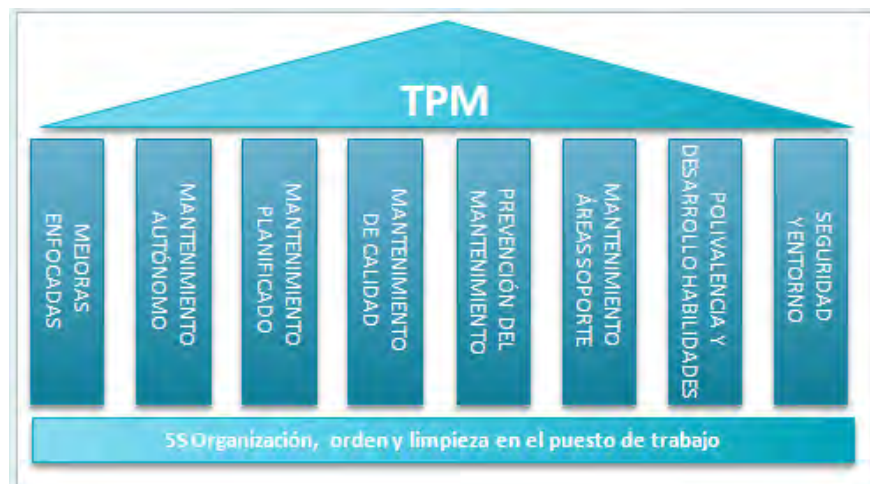 TPM
MEJORAS
ENFOCADAS
MANTENIMIENTO
AUTÓNOMO
MANTENIMIENTO
PLANIFICADO
MANTENIMIENTO
DE CALIDAD
PREVENCIÓN DEL
MANTENIMIENTO
MANTENIMIENTO
ÁREAS SOPORTE
POLIVALENCIA Y
DESARROLLO HABILIDADES
SEGURIDAD
Y ENTORNO
5S Organización, orden y limpieza en el puesto de trabajo